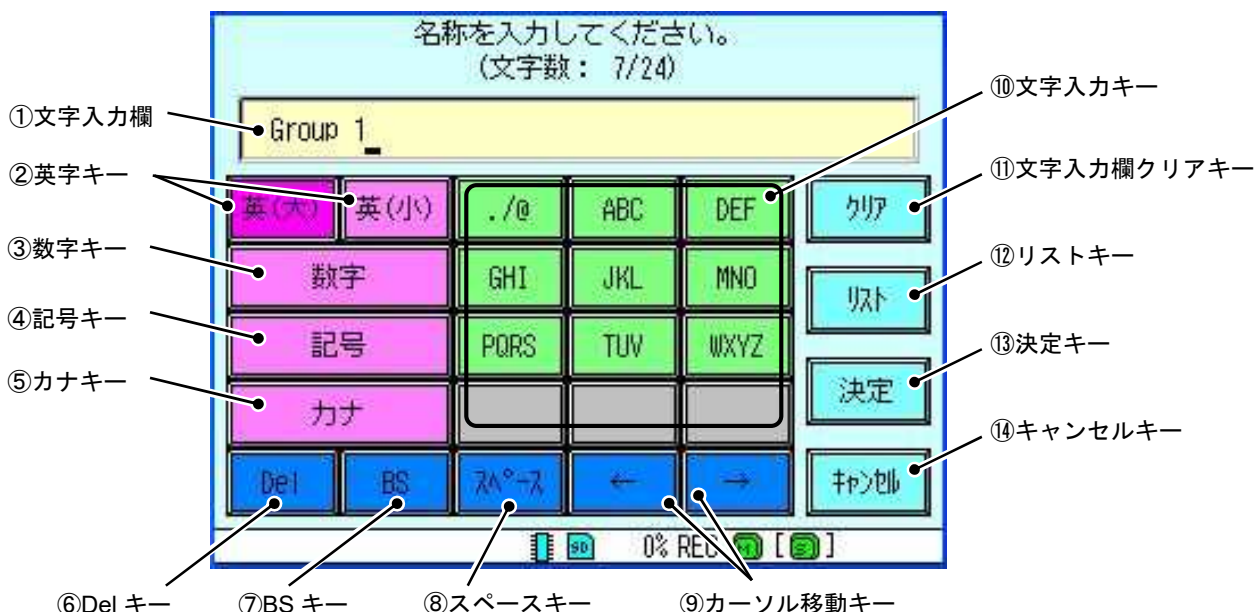 名称を入力してください。
(文字数: 7/24)
①文字入力欄
Group 1
⑩文字入力キー
②英字キー
英(大) 英(小) ./@ ABC DEF クリア
⑪文字入力欄クリアキー
③数字キー
数字 GHI JKL MNO リスト
⑫リストキー
④記号キー
記号 PQRS TUV WXYZ
⑬決定キー
⑤カナキー
カナ 決定
⑭キャンセルキー
Del BS スペース ← → キャンセル
SD 0% REC [ ]
⑥Del キー ⑦BS キー ⑧スペースキー ⑨カーソル移動キー